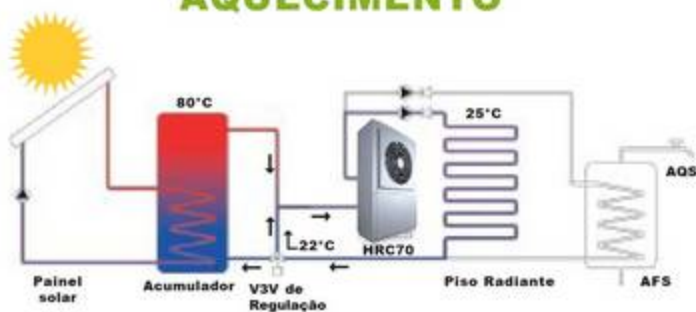 AQUECIMENTO
80°C
25°C
AQS
22°C
HRC70
Painel
solar
Acumulador
V3V de
Regulação
Piso Radiante
AFS